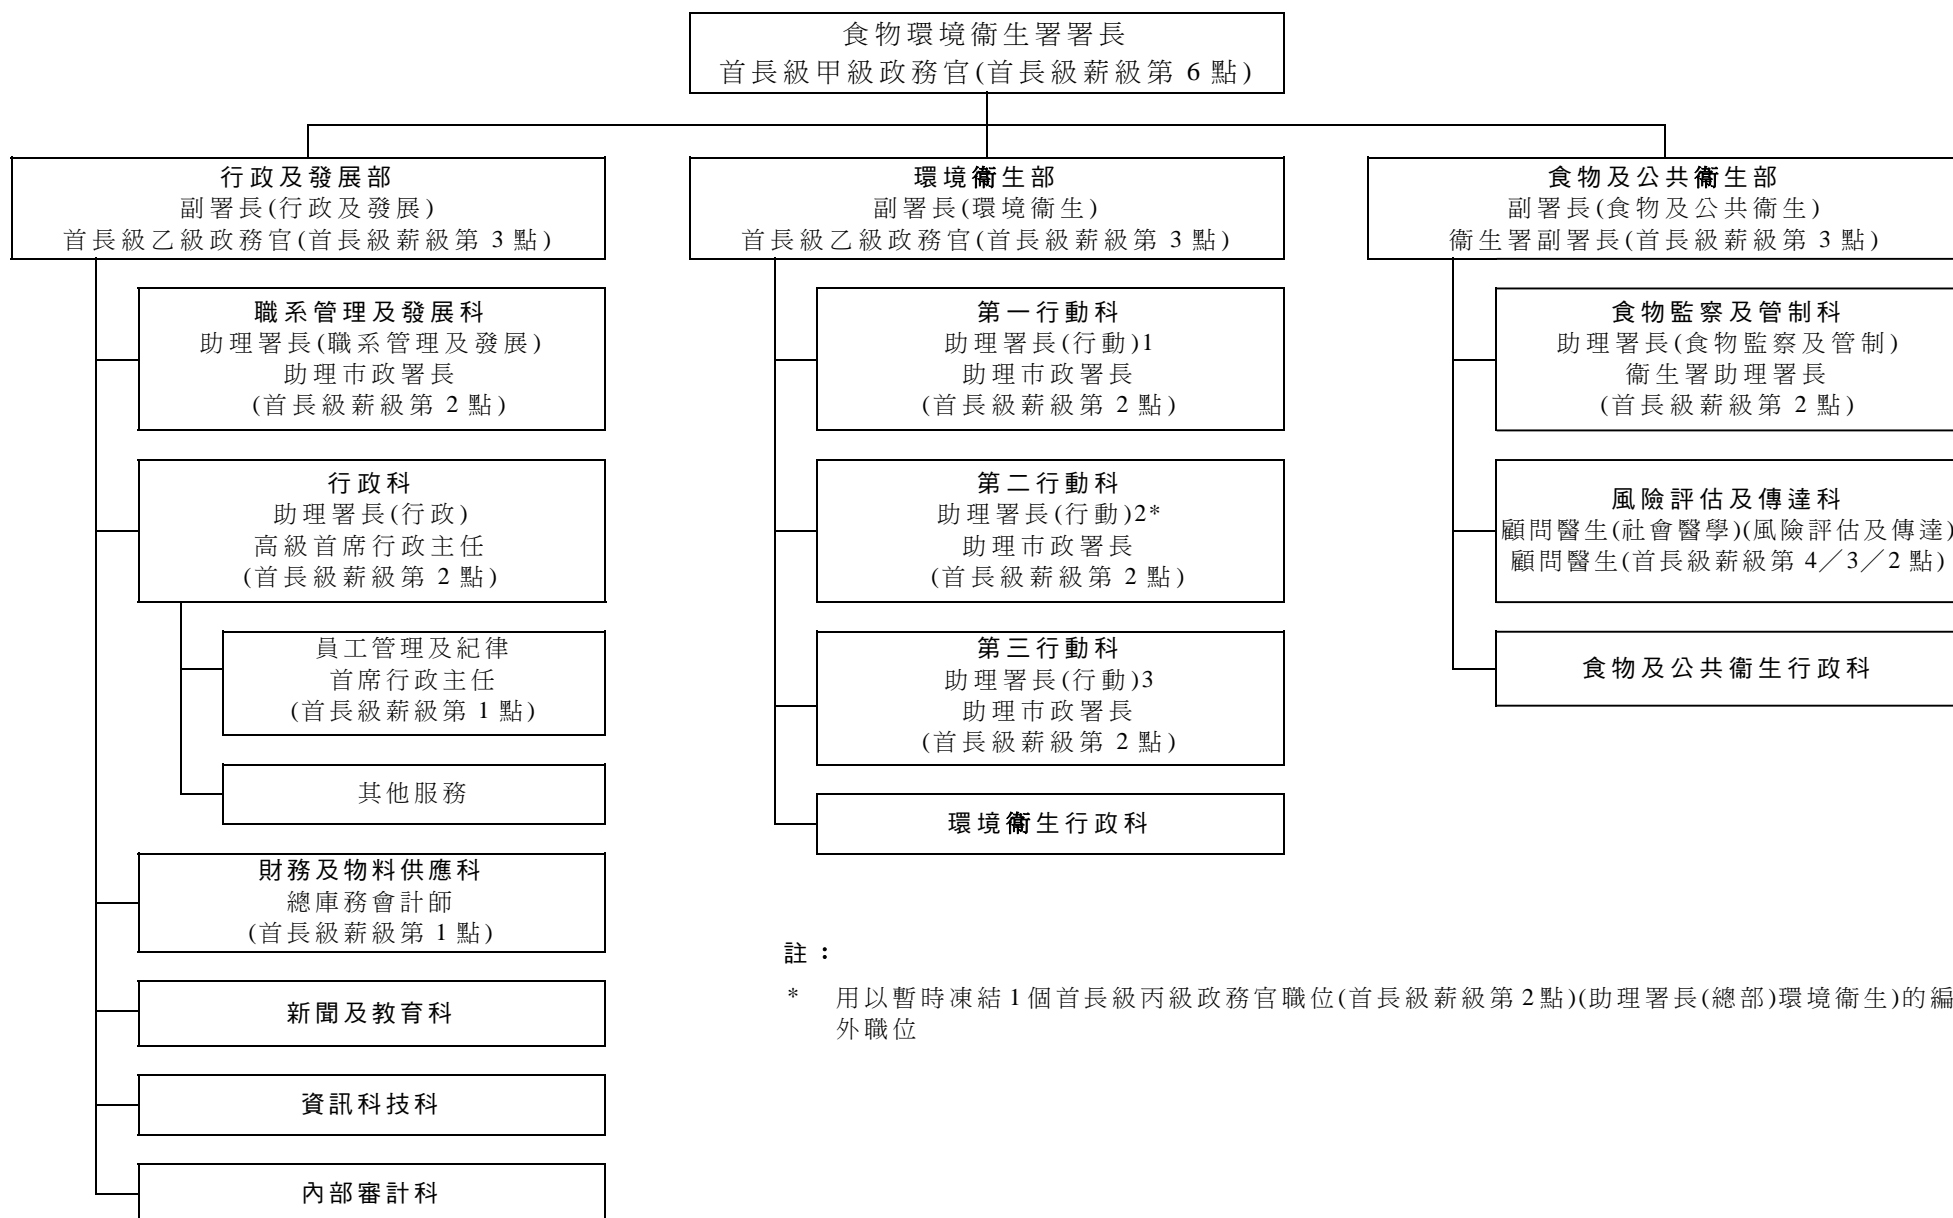 食物環境衞生署署長
首長級甲級政務官(首長級薪級第 6 點)
行政及發展部
副署長(行政及發展)
首長級乙級政務官(首長級薪級第 3 點)
職系管理及發展科
助理署長(職系管理及發展)
助理市政署長
(首長級薪級第 2 點)
行政科
助理署長(行政)
高級首席行政主任
(首長級薪級第 2 點)
員工管理及紀律
首席行政主任
(首長級薪級第 1 點)
其他服務
財務及物料供應科
總庫務會計師
(首長級薪級第 1 點)
新聞及教育科
資訊科技科
內部審計科
環境衞生部
副署長(環境衞生)
首長級乙級政務官(首長級薪級第 3 點)
第一行動科
助理署長(行動)1
助理市政署長
(首長級薪級第 2 點)
第二行動科
助理署長(行動)2*
助理市政署長
(首長級薪級第 2 點)
第三行動科
助理署長(行動)3
助理市政署長
(首長級薪級第 2 點)
環境衞生行政科
食物及公共衞生部
副署長(食物及公共衞生)
衞生署副署長(首長級薪級第 3 點)
食物監察及管制科
助理署長(食物監察及管制)
衞生署助理署長
(首長級薪級第 2 點)
風險評估及傳達科
顧問醫生(社會醫學)(風險評估及傳達)
顧問醫生(首長級薪級第 4／3／2 點)
食物及公共衞生行政科
註：
* 用以暫時凍結 1 個首長級丙級政務官職位(首長級薪級第 2 點)(助理署長(總部)環境衞生)的編
外職位